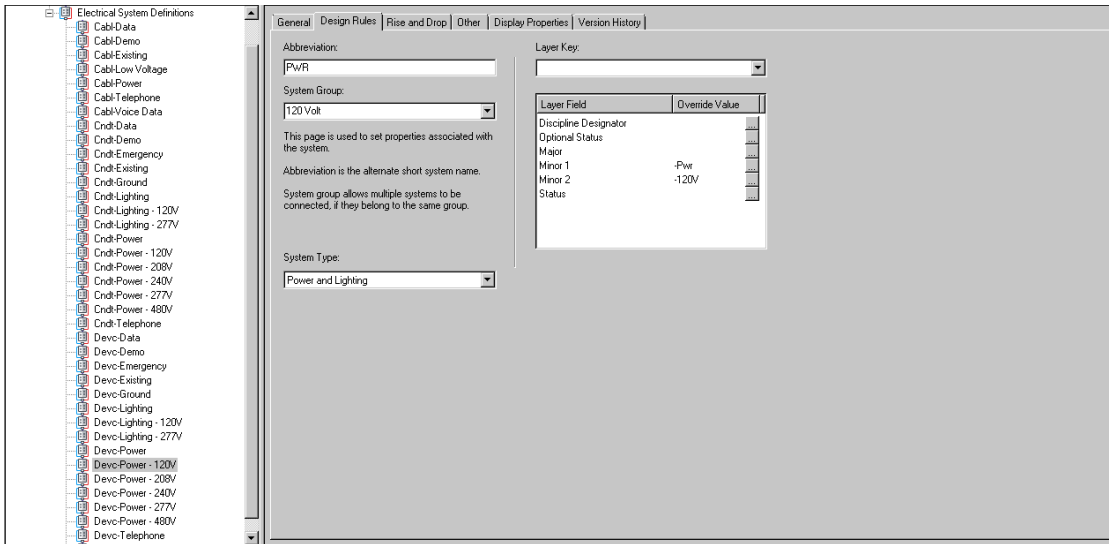 Electrical System Definitions
Cabl-Data
Cabl-Demo
Cabl-Existing
Cabl-Low Voltage
Cabl-Power
Cabl-Telephone
Cabl-Voice Data
Cndt-Data
Cndt-Demo
Cndt-Emergency
Cndt-Existing
Cndt-Ground
Cndt-Lighting
Cndt-Lighting - 120V
Cndt-Lighting - 277V
Cndt-Power
Cndt-Power - 120V
Cndt-Power - 208V
Cndt-Power - 240V
Cndt-Power - 277V
Cndt-Power - 480V
Cndt-Telephone
Devc-Data
Devc-Demo
Devc-Emergency
Devc-Existing
Devc-Ground
Devc-Lighting
Devc-Lighting - 120V
Devc-Lighting - 277V
Devc-Power
Devc-Power - 120V
Devc-Power - 208V
Devc-Power - 240V
Devc-Power - 277V
Devc-Power - 480V
Devc-Telephone
General Design Rules Rise and Drop Other Display Properties Version History
Abbreviation:
PWR
System Group:
120 Volt
This page is used to set properties associated with
the system.
Abbreviation is the alternate short system name.
System group allows multiple systems to be
connected, if they belong to the same group.
System Type:
Power and Lighting
Layer Key:
Layer Field Override Value
Discipline Designator ...
Optional Status ...
Major ...
Minor 1 -Pwr ...
Minor 2 -120V ...
Status ...